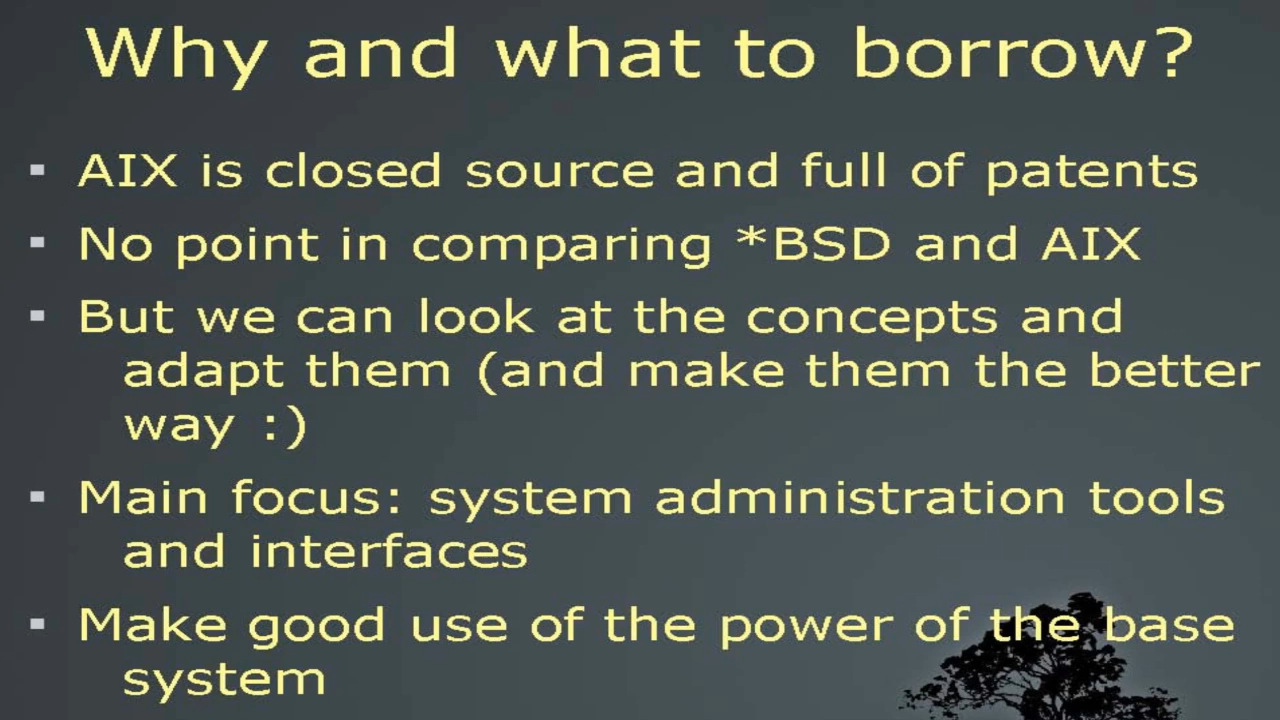 Why and what to borrow?
▪ AIX is closed source and full of patents
▪ No point in comparing *BSD and AIX
▪ But we can look at the concepts and
adapt them (and make them the better
way :)
▪ Main focus: system administration tools
and interfaces
▪ Make good use of the power of the base
system